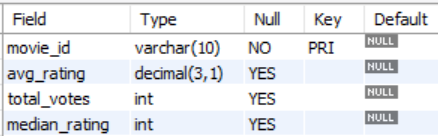 Field Type Null Key Default
movie_id varchar(10) NO PRI NULL
avg_rating decimal(3,1) YES NULL
total_votes int YES NULL
median_rating int YES NULL